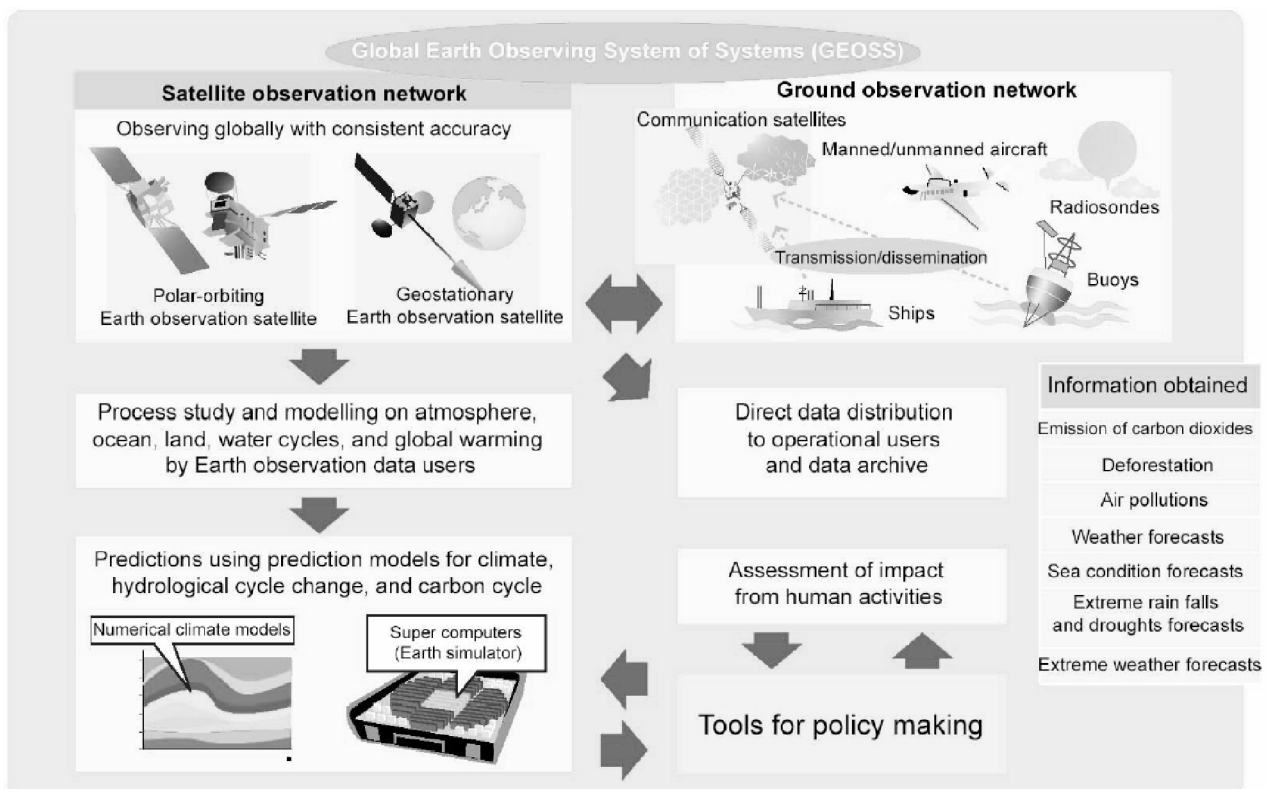 Global Earth Observing System of Systems (GEOSS)
Satellite observation network
Observing globally with consistent accuracy
Polar-orbiting
Earth observation satellite
Geostationary
Earth observation satellite
Ground observation network
Communication satellites
Manned/unmanned aircraft
Radiosondes
Transmission/dissemination
Buoys
Ships
Process study and modelling on atmosphere,
ocean, land, water cycles, and global warming
by Earth observation data users
Direct data distribution
to operational users
and data archive
Predictions using prediction models for climate,
hydrological cycle change, and carbon cycle
Numerical climate models
Super computers
(Earth simulator)
Assessment of impact
from human activities
Tools for policy making
Information obtained
Emission of carbon dioxides
Deforestation
Air pollutions
Weather forecasts
Sea condition forecasts
Extreme rain falls
and droughts forecasts
Extreme weather forecasts